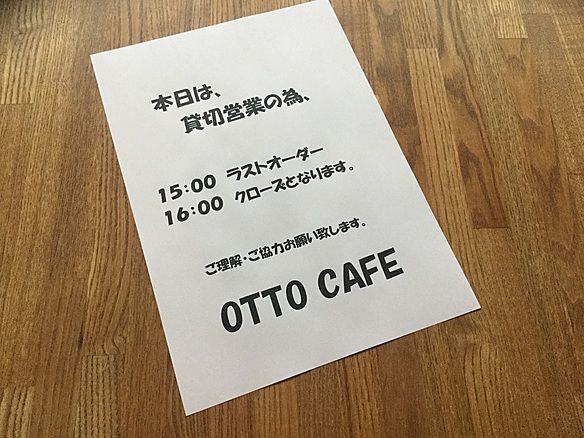 本日は、
貸切営業の為、
15:00 ラストオーダー
16:00 クローズとなります。
ご理解・ご協力お願い致します。
OTTO CAFE